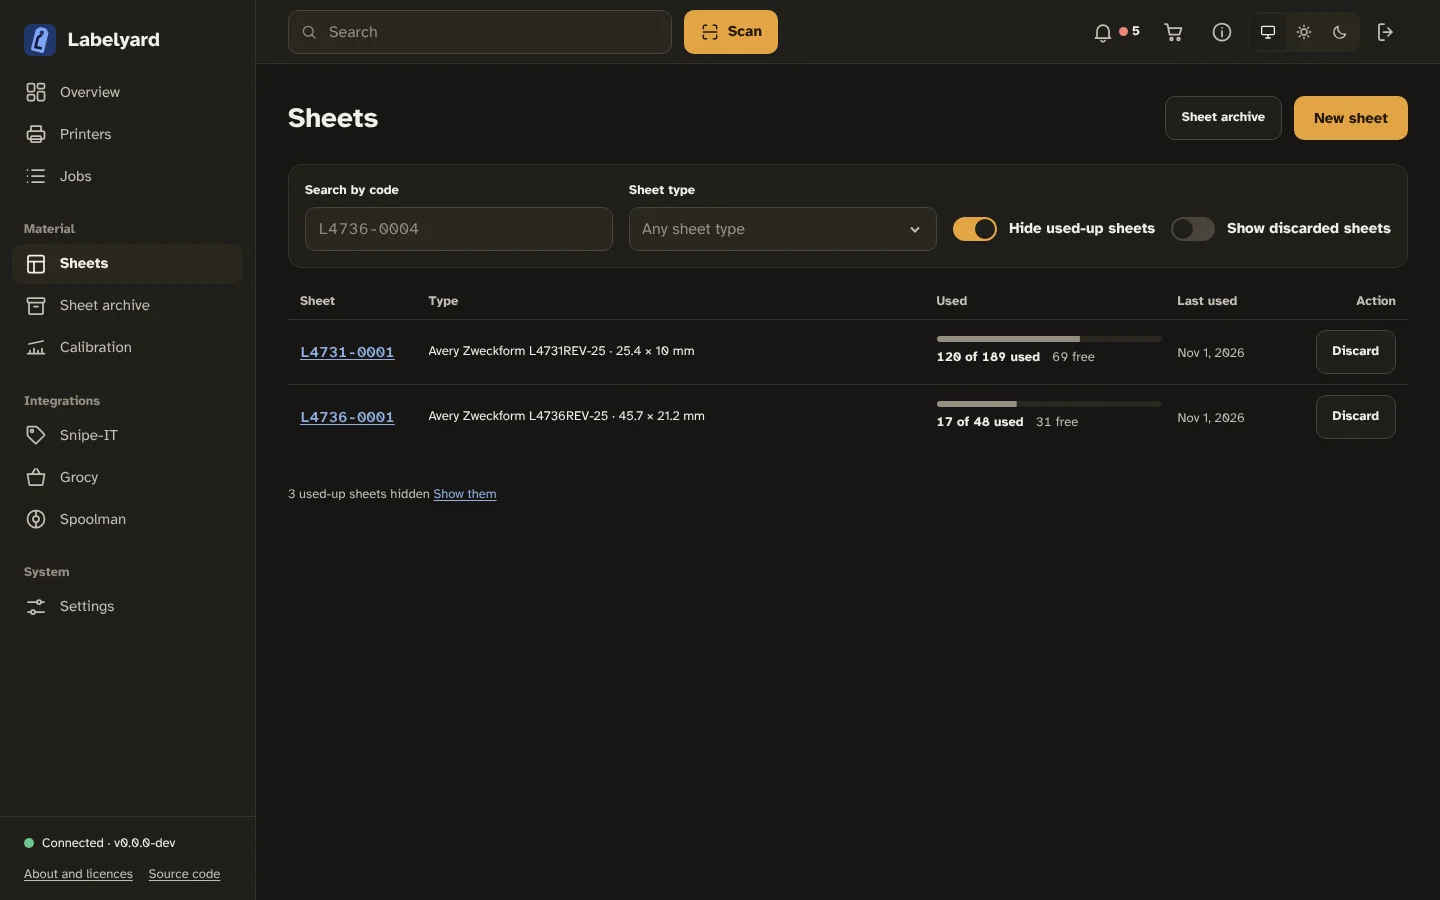 Labelyard
Search
Scan
5
Overview
Printers
Jobs
Material
Sheets
Sheet archive
Calibration
Integrations
Snipe-IT
Grocy
Spoolman
System
Settings
Connected · v0.0.0-dev
About and licences Source code
Sheets
Sheet archive
New sheet
Search by code
L4736-0004
Sheet type
Any sheet type
Hide used-up sheets
Show discarded sheets
Sheet Type Used Last used Action
L4731-0001 Avery Zweckform L4731REV-25 · 25.4 × 10 mm 120 of 189 used 69 free Nov 1, 2026 Discard
L4736-0001 Avery Zweckform L4736REV-25 · 45.7 × 21.2 mm 17 of 48 used 31 free Nov 1, 2026 Discard
3 used-up sheets hidden Show them